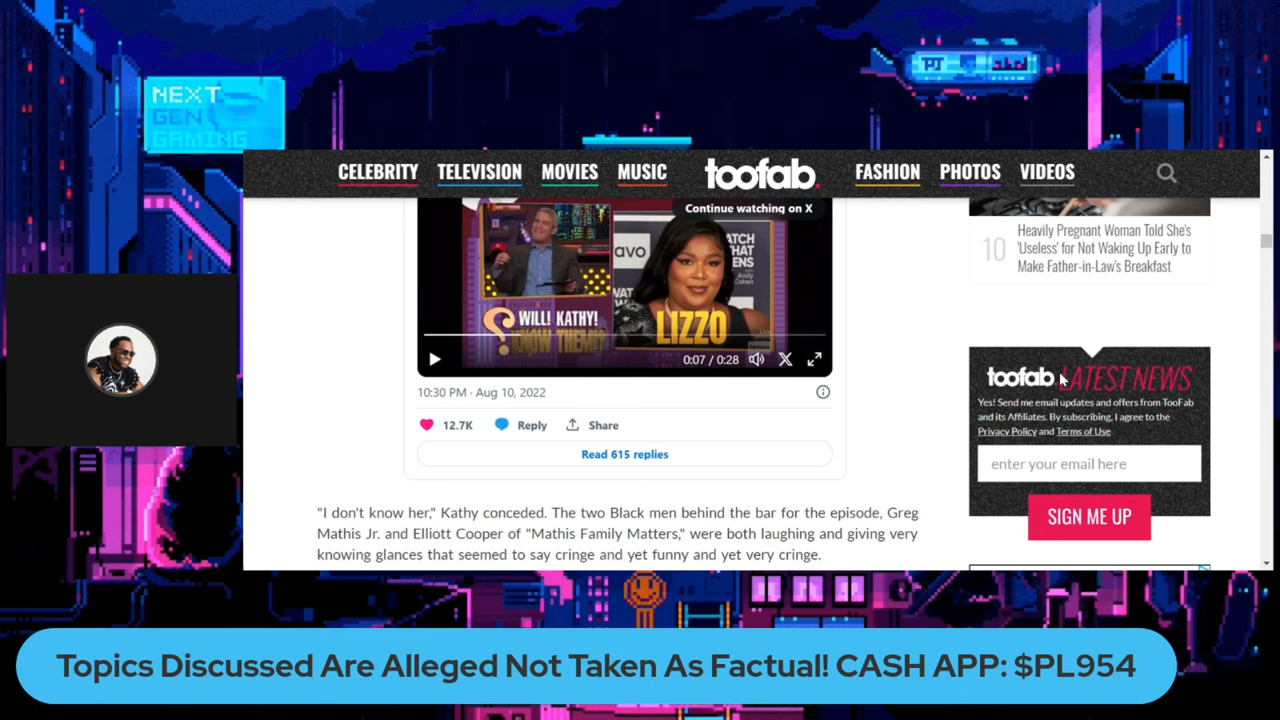 NEXT
GEN
GAMING
CELEBRITY TELEVISION MOVIES MUSIC toofab. FASHION PHOTOS VIDEOS
Continue watching on X
WILL! KATHY!
KNOW THEM!?
LIZZO
0:07 / 0:28
10:30 PM · Aug 10, 2022
12.7K Reply Share
Read 615 replies
"I don't know her," Kathy conceded. The two Black men behind the bar for the episode, Greg
Mathis Jr. and Elliott Cooper of "Mathis Family Matters," were both laughing and giving very
knowing glances that seemed to say cringe and yet funny and yet very cringe.
10
Heavily Pregnant Woman Told She's
'Useless' for Not Waking Up Early to
Make Father-in-Law's Breakfast
toofab LATEST NEWS
Yes! Send me email updates and offers from TooFab
and its Affiliates. By subscribing, I agree to the
Privacy Policy and Terms of Use
enter your email here
SIGN ME UP
Topics Discussed Are Alleged Not Taken As Factual! CASH APP: $PL954